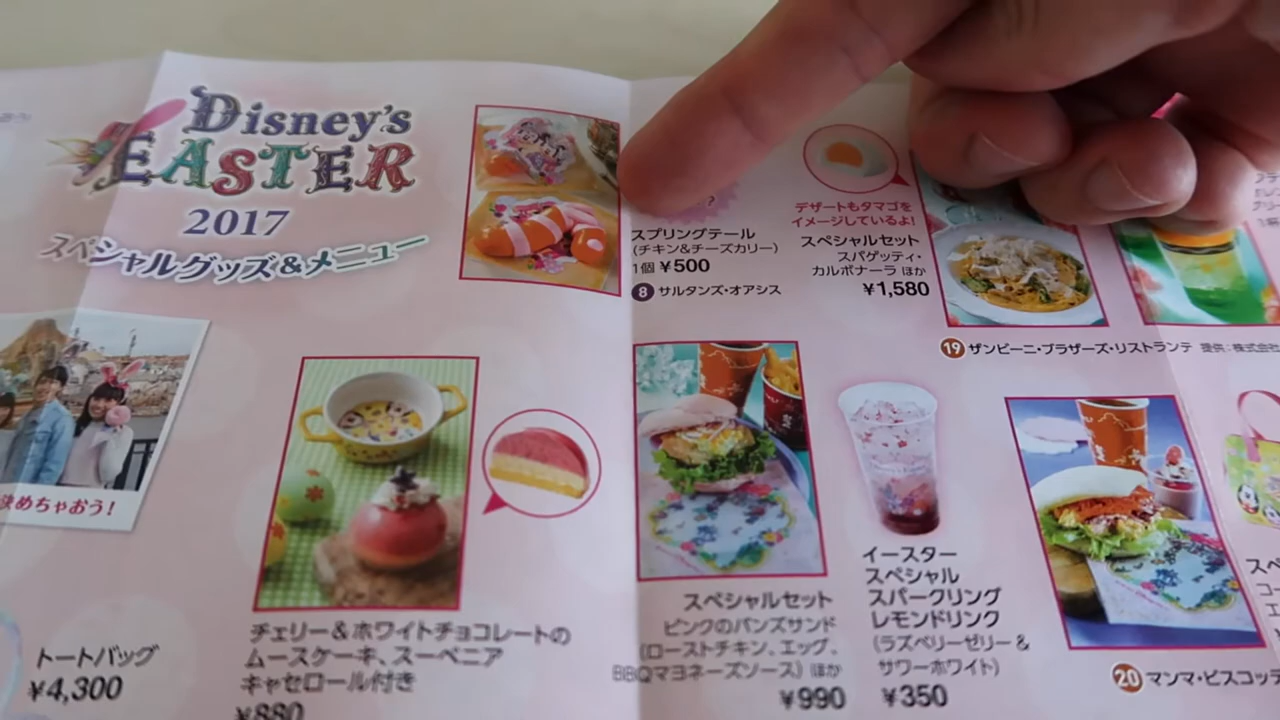 Disney's
EASTER
2017
スペシャルグッズ&メニュー
決めちゃおう!
トートバッグ
¥4,300
チェリー&ホワイトチョコレートの
ムースケーキ、スーベニア
キャセロール付き
¥880
?
スプリングテール
(チキン&チーズカリー)
1個 ¥500
8 サルタンズ・オアシス
デザートもタマゴを
イメージしているよ!
スペシャルセット
スパゲッティ・
カルボナーラ ほか
¥1,580
19 ザンビーニ・ブラザーズ・リストランテ 提供:株式会社
スペシャルセット
ピンクのバンズサンド
(ローストチキン、エッグ、
BBQマヨネーズソース) ほか
¥990
イースター
スペシャル
スパークリング
レモンドリンク
(ラズベリーゼリー&
サワーホワイト)
¥350
20 マンマ・ビスコッテ